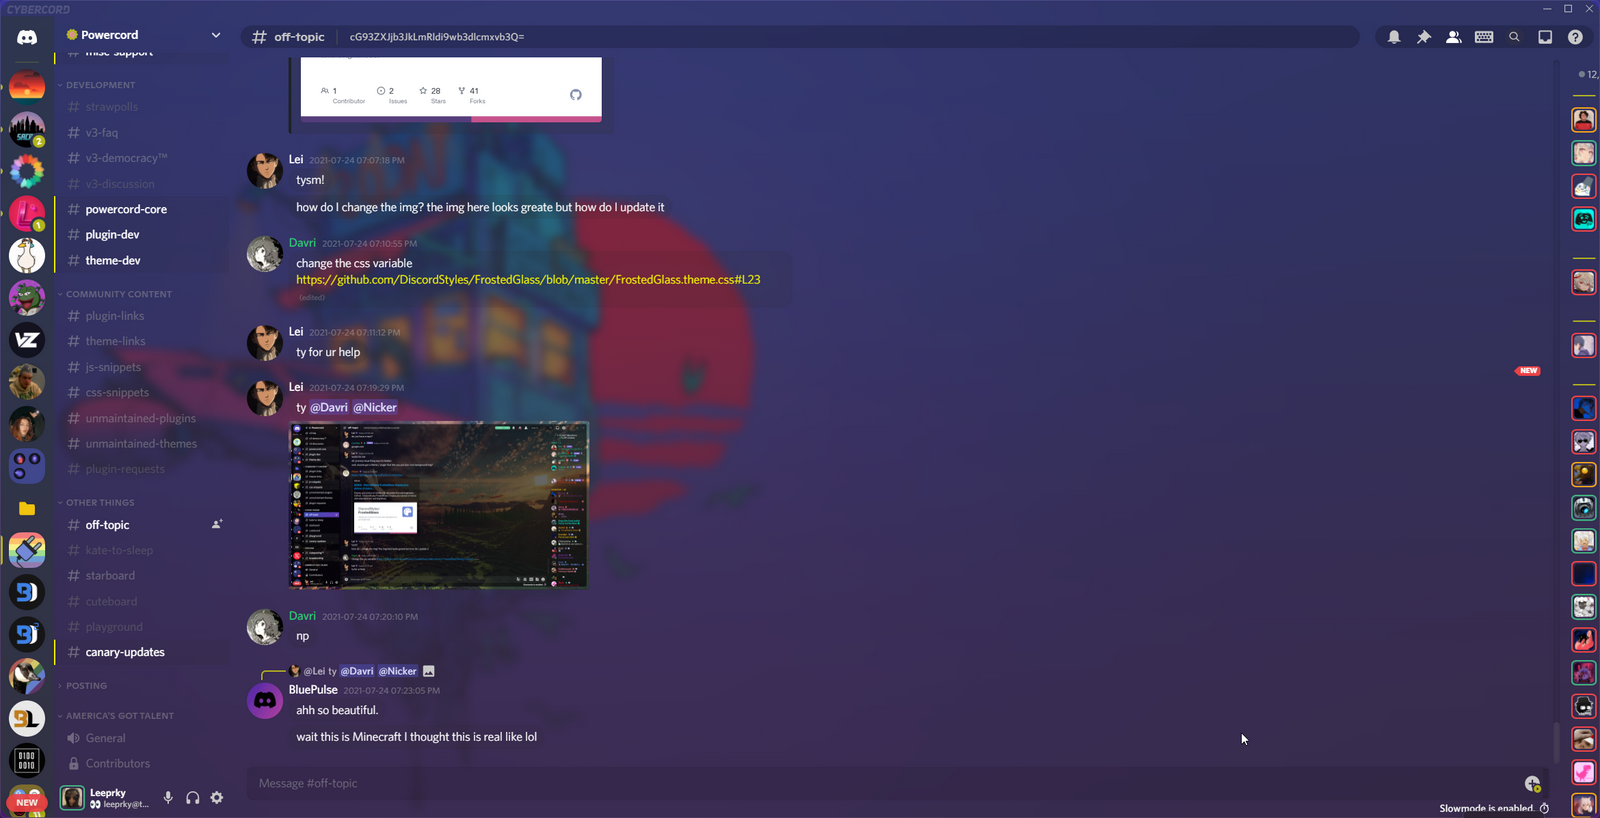 CYBERCORD
Powercord
off-topic
cG93ZXJjb3JkLmRldi9wb3dlcmxvb3Q=
12,
misc-support
DEVELOPMENT
strawpolls
v3-faq
v3-democracy™
v3-discussion
powercord-core
plugin-dev
theme-dev
COMMUNITY CONTENT
plugin-links
theme-links
js-snippets
css-snippets
unmaintained-plugins
unmaintained-themes
plugin-requests
OTHER THINGS
off-topic
kate-to-sleep
starboard
cuteboard
playground
canary-updates
POSTING
AMERICA'S GOT TALENT
General
Contributors
Leeprky
leeprky@t...
NEW
1 Contributor
2 Issues
28 Stars
41 Forks
Lei 2021-07-24 07:07:18 PM
tysm!
how do I change the img? the img here looks greate but how do I update it
Davri 2021-07-24 07:10:55 PM
change the css variable
https://github.com/DiscordStyles/FrostedGlass/blob/master/FrostedGlass.theme.css#L23
(edited)
Lei 2021-07-24 07:11:12 PM
ty for ur help
NEW
Lei 2021-07-24 07:19:29 PM
ty @Davri @Nicker
Davri 2021-07-24 07:20:10 PM
np
@Lei ty @Davri @Nicker
BluePulse 2021-07-24 07:23:05 PM
ahh so beautiful.
wait this is Minecraft I thought this is real like lol
Message #off-topic
Slowmode is enabled.